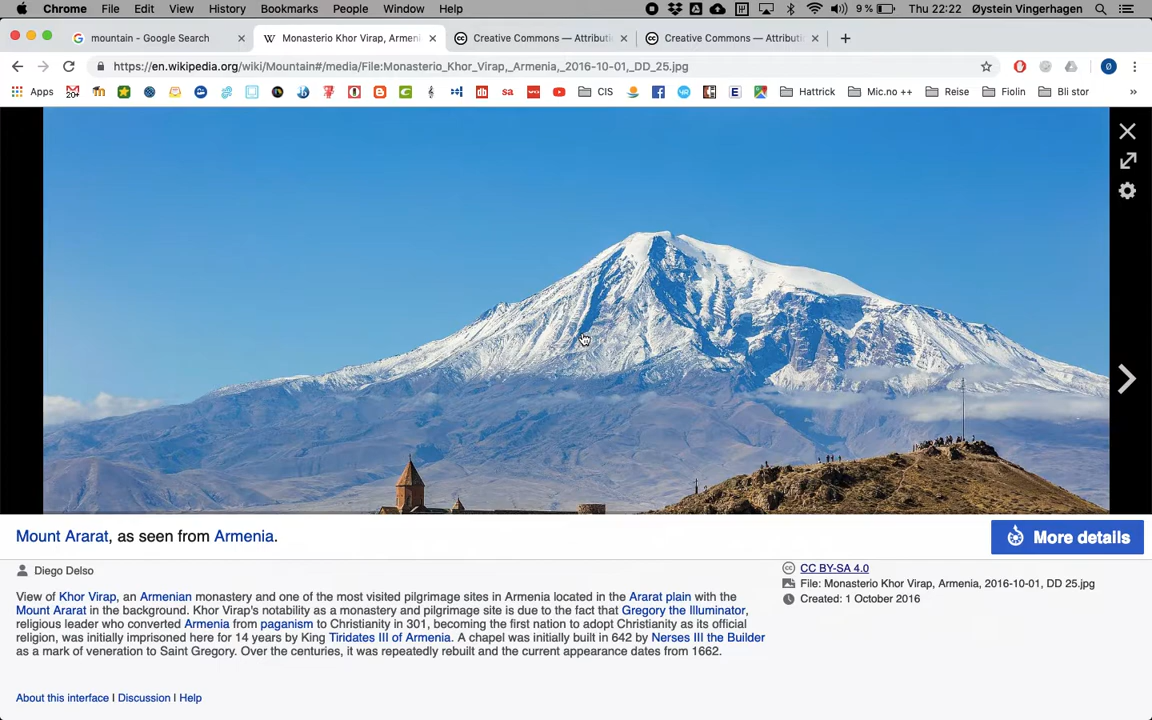 Chrome File Edit View History Bookmarks People Window Help 9 % Thu 22:22 Øystein Vingerhagen
mountain - Google Search Monasterio Khor Virap, Armeni Creative Commons — Attributi Creative Commons — Attributi
https://en.wikipedia.org/wiki/Mountain#/media/File:Monasterio_Khor_Virap,_Armenia,_2016-10-01,_DD_25.jpg
Apps CIS Hattrick Mic.no ++ Reise Fiolin Bli stor »
Mount Ararat, as seen from Armenia.
More details
Diego Delso
View of Khor Virap, an Armenian monastery and one of the most visited pilgrimage sites in Armenia located in the Ararat plain with the
Mount Ararat in the background. Khor Virap's notability as a monastery and pilgrimage site is due to the fact that Gregory the Illuminator,
religious leader who converted Armenia from paganism to Christianity in 301, becoming the first nation to adopt Christianity as its official
religion, was initially imprisoned here for 14 years by King Tiridates III of Armenia. A chapel was initially built in 642 by Nerses III the Builder
as a mark of veneration to Saint Gregory. Over the centuries, it was repeatedly rebuilt and the current appearance dates from 1662.
CC BY-SA 4.0
File: Monasterio Khor Virap, Armenia, 2016-10-01, DD 25.jpg
Created: 1 October 2016
About this interface | Discussion | Help